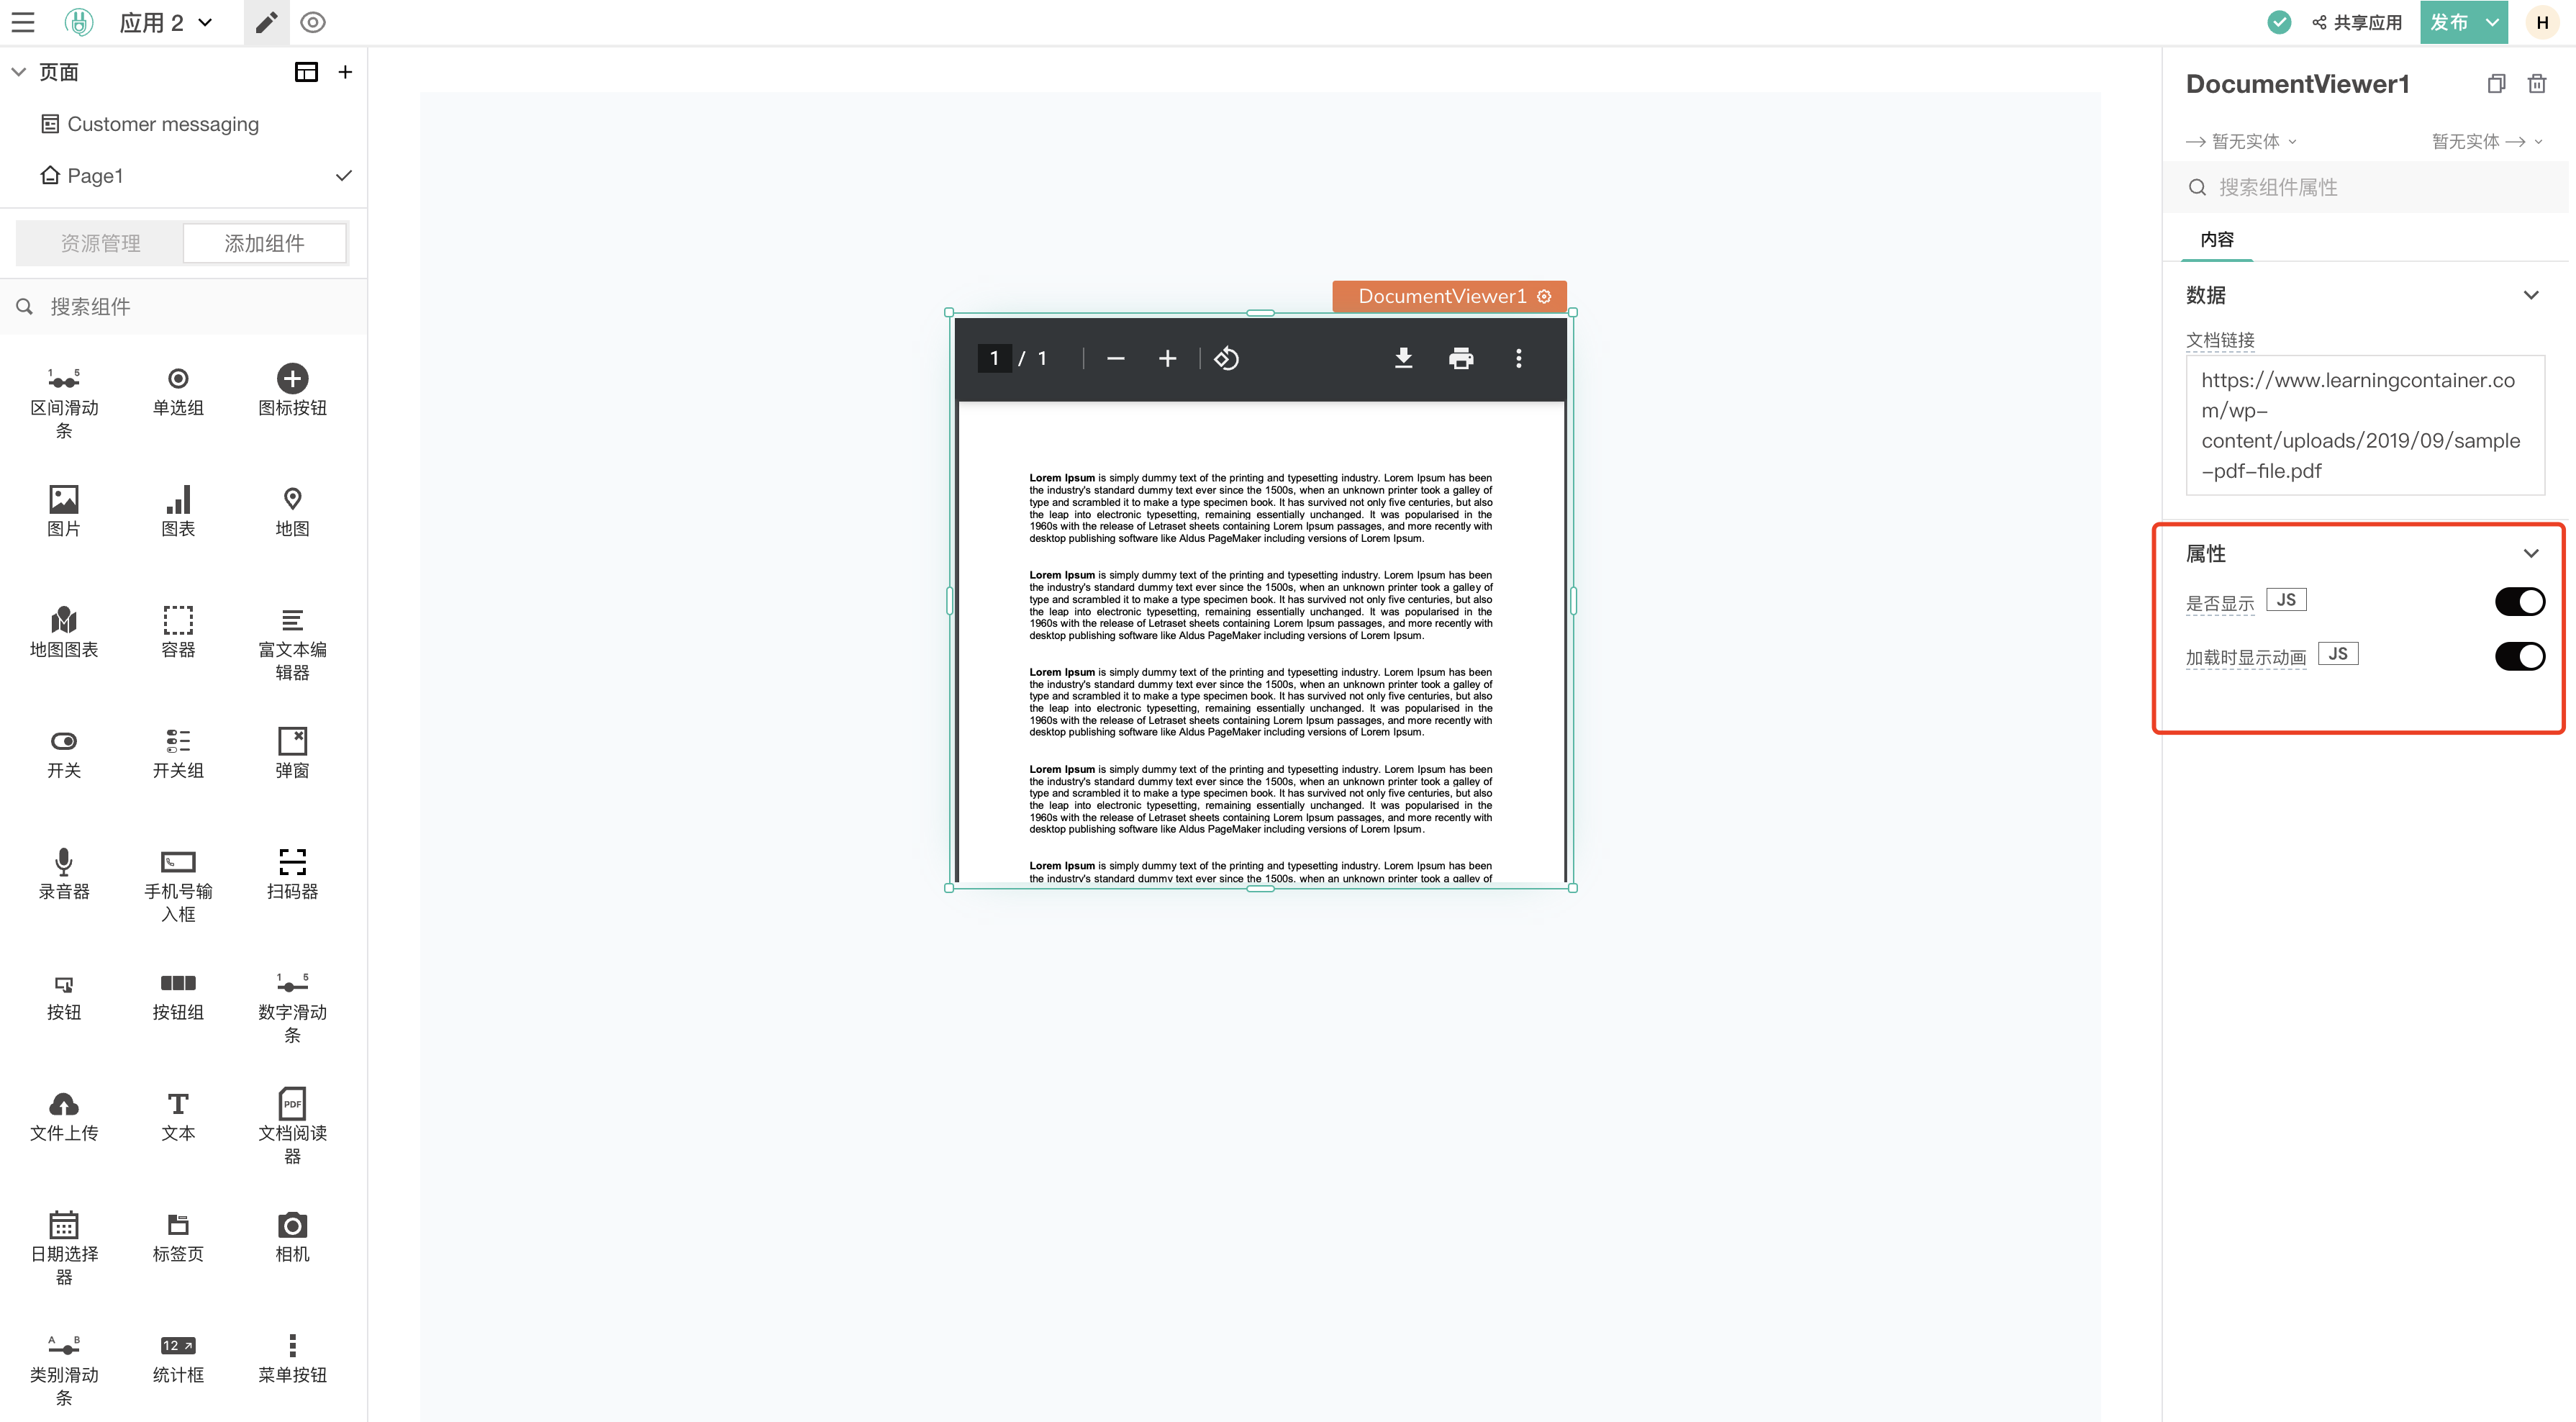 应用 2
共享应用
发布
H
页面
Customer messaging
Page1
资源管理
添加组件
搜索组件
1 5
区间滑动
条
单选组
图标按钮
图片
图表
地图
地图图表
容器
富文本编
辑器
开关
开关组
弹窗
录音器
手机号输
入框
扫码器
按钮
按钮组
1 5
数字滑动
条
文件上传
T
文本
PDF
文档阅读
器
日期选择
器
标签页
相机
A B
类别滑动
条
12
统计框
菜单按钮
DocumentViewer1
1 / 1
Lorem Ipsum is simply dummy text of the printing and typesetting industry. Lorem Ipsum has been
the industry's standard dummy text ever since the 1500s, when an unknown printer took a galley of
type and scrambled it to make a type specimen book. It has survived not only five centuries, but also
the leap into electronic typesetting, remaining essentially unchanged. It was popularised in the
1960s with the release of Letraset sheets containing Lorem Ipsum passages, and more recently with
desktop publishing software like Aldus PageMaker including versions of Lorem Ipsum.
Lorem Ipsum is simply dummy text of the printing and typesetting industry. Lorem Ipsum has been
the industry's standard dummy text ever since the 1500s, when an unknown printer took a galley of
type and scrambled it to make a type specimen book. It has survived not only five centuries, but also
the leap into electronic typesetting, remaining essentially unchanged. It was popularised in the
1960s with the release of Letraset sheets containing Lorem Ipsum passages, and more recently with
desktop publishing software like Aldus PageMaker including versions of Lorem Ipsum.
Lorem Ipsum is simply dummy text of the printing and typesetting industry. Lorem Ipsum has been
the industry's standard dummy text ever since the 1500s, when an unknown printer took a galley of
type and scrambled it to make a type specimen book. It has survived not only five centuries, but also
the leap into electronic typesetting, remaining essentially unchanged. It was popularised in the
1960s with the release of Letraset sheets containing Lorem Ipsum passages, and more recently with
desktop publishing software like Aldus PageMaker including versions of Lorem Ipsum.
Lorem Ipsum is simply dummy text of the printing and typesetting industry. Lorem Ipsum has been
the industry's standard dummy text ever since the 1500s, when an unknown printer took a galley of
type and scrambled it to make a type specimen book. It has survived not only five centuries, but also
the leap into electronic typesetting, remaining essentially unchanged. It was popularised in the
1960s with the release of Letraset sheets containing Lorem Ipsum passages, and more recently with
desktop publishing software like Aldus PageMaker including versions of Lorem Ipsum.
Lorem Ipsum is simply dummy text of the printing and typesetting industry. Lorem Ipsum has been
the industry's standard dummy text ever since the 1500s, when an unknown printer took a galley of
DocumentViewer1
暂无实体
暂无实体
搜索组件属性
内容
数据
文档链接
https://www.learningcontainer.co
m/wp-
content/uploads/2019/09/sample
-pdf-file.pdf
属性
是否显示 JS
加载时显示动画 JS